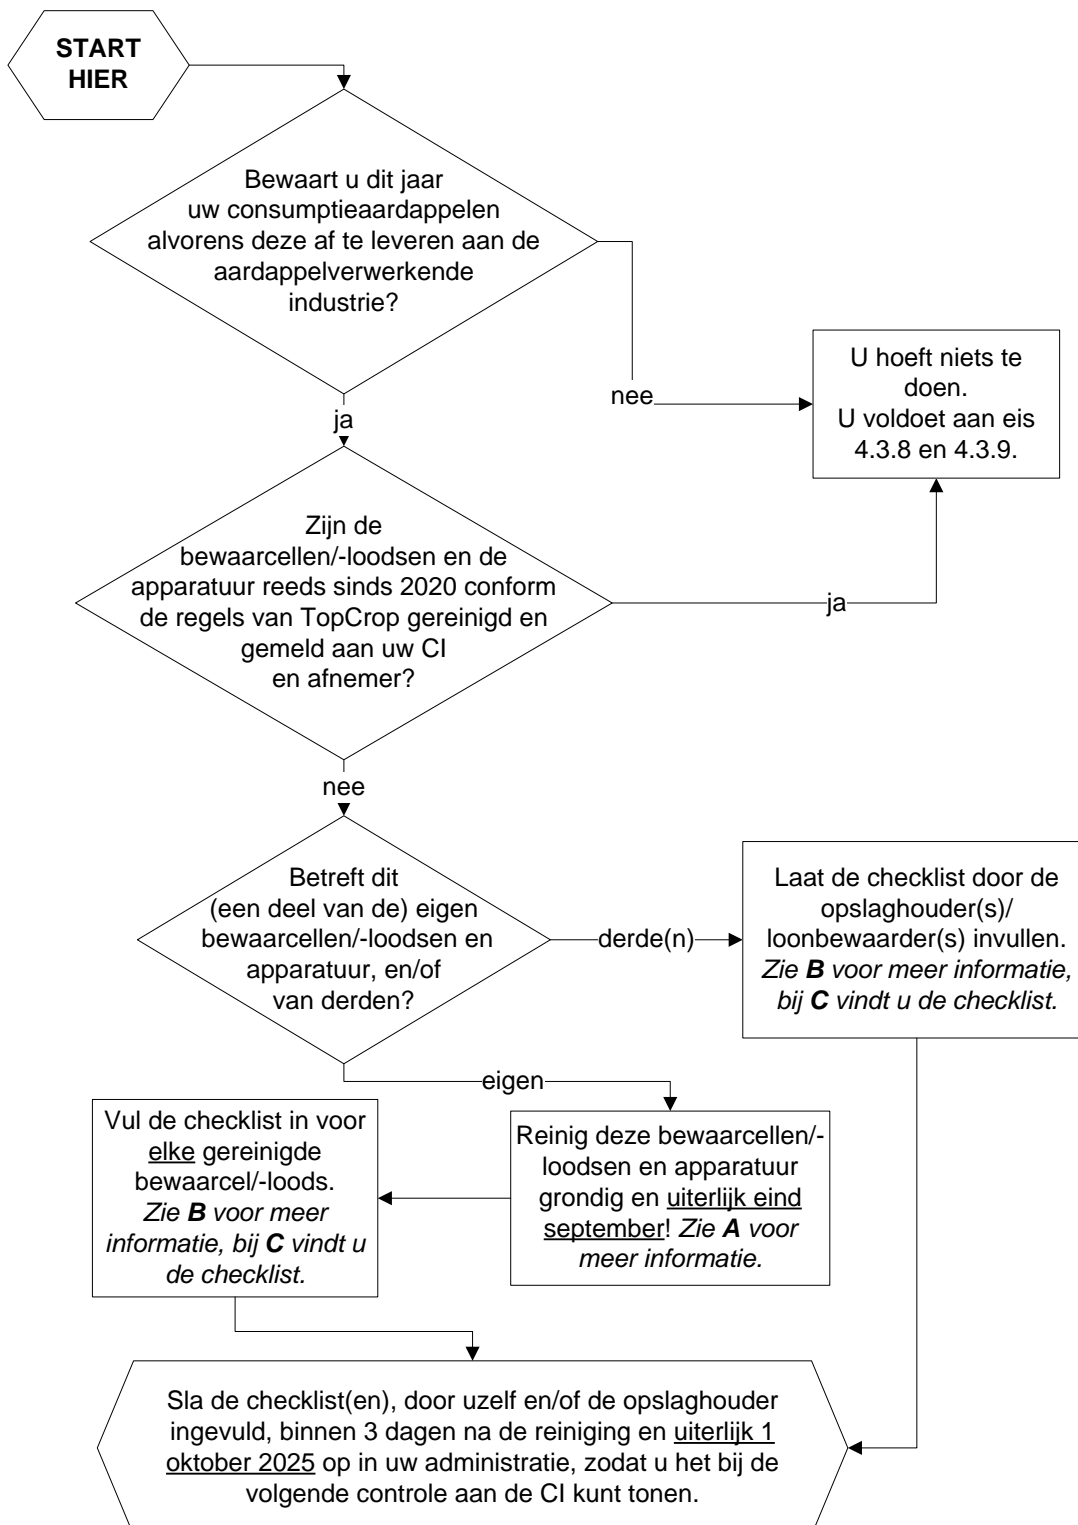 START
HIER
Bewaart u dit jaar
uw consumptieaardappelen
alvorens deze af te leveren aan de
aardappelverwerkende
industrie?
nee
U hoeft niets te
doen.
U voldoet aan eis
4.3.8 en 4.3.9.
ja
Zijn de
bewaarcellen/-loodsen en de
apparatuur reeds sinds 2020 conform
de regels van TopCrop gereinigd en
gemeld aan uw CI
en afnemer?
ja
nee
Betreft dit
(een deel van de) eigen
bewaarcellen/-loodsen en
apparatuur, en/of
van derden?
derde(n)
Laat de checklist door de
opslaghouder(s)/
loonbewaarder(s) invullen.
Zie B voor meer informatie,
bij C vindt u de checklist.
eigen
Reinig deze bewaarcellen/-
loodsen en apparatuur
grondig en uiterlijk eind
september! Zie A voor
meer informatie.
Vul de checklist in voor
elke gereinigde
bewaarcel/-loods.
Zie B voor meer
informatie, bij C vindt u
de checklist.
Sla de checklist(en), door uzelf en/of de opslaghouder
ingevuld, binnen 3 dagen na de reiniging en uiterlijk 1
oktober 2025 op in uw administratie, zodat u het bij de
volgende controle aan de CI kunt tonen.